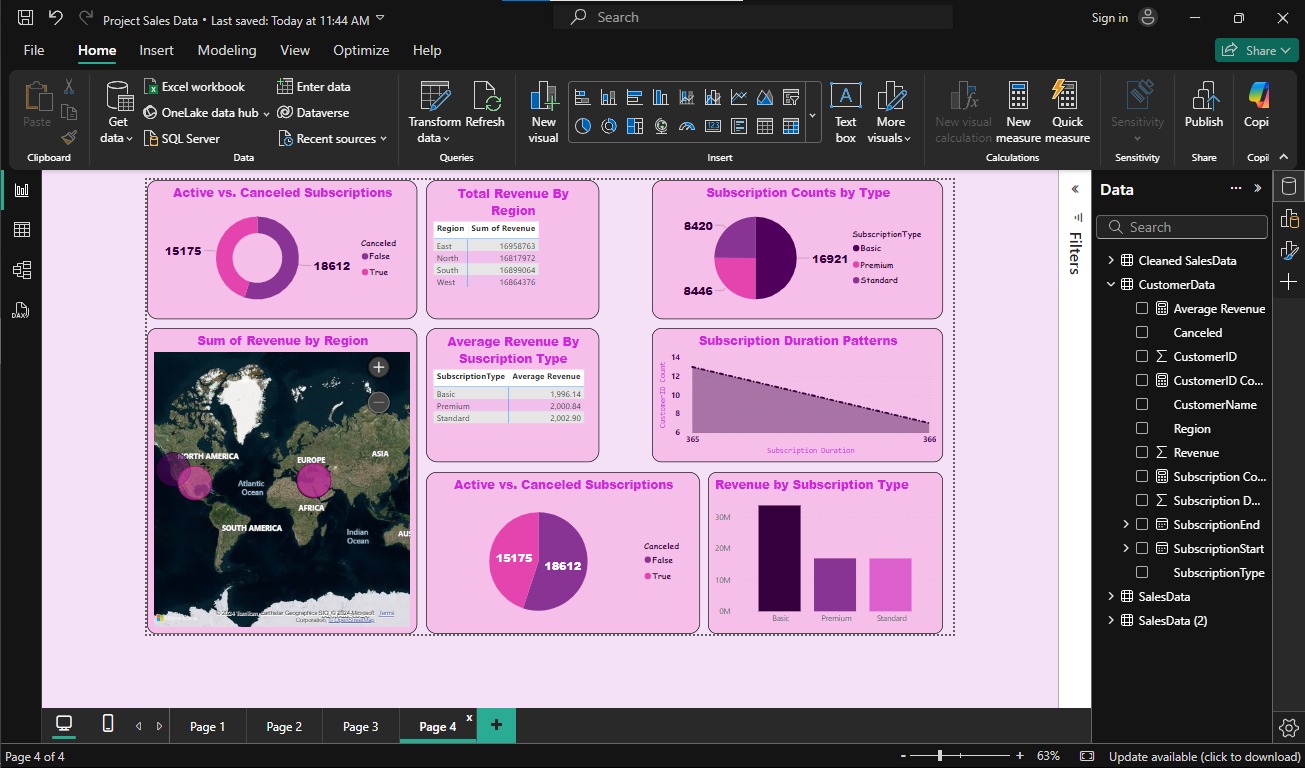 Project Sales Data • Last saved: Today at 11:44 AM
Search
Sign in
File
Home
Insert
Modeling
View
Optimize
Help
Share
Paste
Clipboard
Get
data
Excel workbook
OneLake data hub
SQL Server
Enter data
Dataverse
Recent sources
Data
Transform
data
Refresh
Queries
New
visual
123
Text
box
More
visuals
Insert
New visual
calculation
New
measure
Quick
measure
Calculations
Sensitivity
Sensitivity
Publish
Share
Copi
Copil
DAX
Active vs. Canceled Subscriptions
15175
18612
Canceled
False
True
Total Revenue By
Region
Region Sum of Revenue
East 16958763
North 16817972
South 16899064
West 16864376
Subscription Counts by Type
8420
16921
8446
SubscriptionType
Basic
Premium
Standard
Sum of Revenue by Region
NORTH AMERICA
EUROPE
ASIA
Atlantic
Ocean
AFRICA
SOUTH AMERICA
Indian
Ocean
AUS
© 2024 TomTom, Earthstar Geographics SIO, © 2024 Microsoft
Corporation, © OpenStreetMap
Terms
Average Revenue By
Suscription Type
SubscriptionType Average Revenue
Basic 1,996.14
Premium 2,000.84
Standard 2,002.90
Subscription Duration Patterns
CustomerID Count
14
12
10
8
6
365
366
Subscription Duration
Active vs. Canceled Subscriptions
15175
18612
Canceled
False
True
Revenue by Subscription Type
30M
20M
10M
0M
Basic
Premium
Standard
Filters
Data
Search
Cleaned SalesData
CustomerData
Average Revenue
Canceled
CustomerID
CustomerID Co...
CustomerName
Region
Revenue
Subscription Co...
Subscription D...
SubscriptionEnd
SubscriptionStart
SubscriptionType
SalesData
SalesData (2)
Page 1
Page 2
Page 3
Page 4
x
+
Page 4 of 4
- + 63%
Update available (click to download)